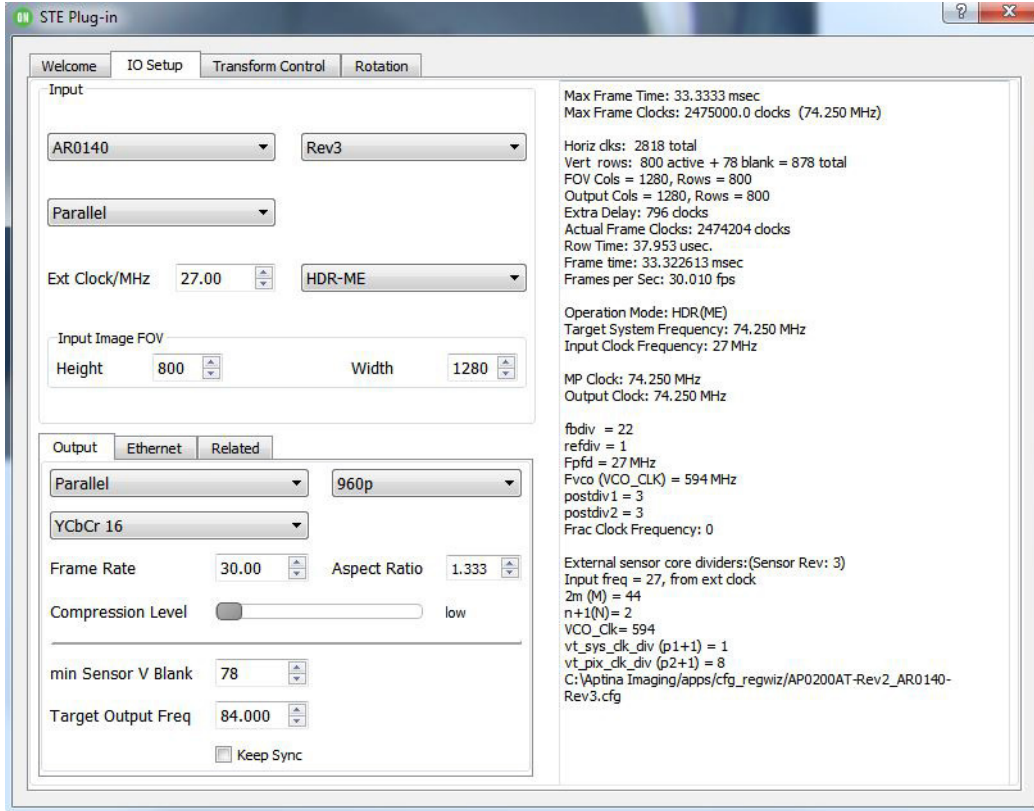 ON STE Plug-in
?
X
Welcome IO Setup Transform Control Rotation
Input
AR0140 Rev3
Parallel
Ext Clock/MHz 27.00 HDR-ME
Input Image FOV
Height 800 Width 1280
Output Ethernet Related
Parallel 960p
YCbCr 16
Frame Rate 30.00 Aspect Ratio 1.333
Compression Level low
min Sensor V Blank 78
Target Output Freq 84.000
Keep Sync
Max Frame Time: 33.3333 msec
Max Frame Clocks: 2475000.0 clocks (74.250 MHz)
Horiz clks: 2818 total
Vert rows: 800 active + 78 blank = 878 total
FOV Cols = 1280, Rows = 800
Output Cols = 1280, Rows = 800
Extra Delay: 796 clocks
Actual Frame Clocks: 2474204 clocks
Row Time: 37.953 usec.
Frame time: 33.322613 msec
Frames per Sec: 30.010 fps
Operation Mode: HDR(ME)
Target System Frequency: 74.250 MHz
Input Clock Frequency: 27 MHz
MP Clock: 74.250 MHz
Output Clock: 74.250 MHz
fbdiv = 22
refdiv = 1
Fpfd = 27 MHz
Fvco (VCO_CLK) = 594 MHz
postdiv1 = 3
postdiv2 = 3
Frac Clock Frequency: 0
External sensor core dividers:(Sensor Rev: 3)
Input freq = 27, from ext clock
2m (M) = 44
n+1(N)= 2
VCO_Clk= 594
vt_sys_clk_div (p1+1) = 1
vt_pix_clk_div (p2+1) = 8
C:\Aptina Imaging/apps/cfg_regwiz/AP0200AT-Rev2_AR0140-
Rev3.cfg